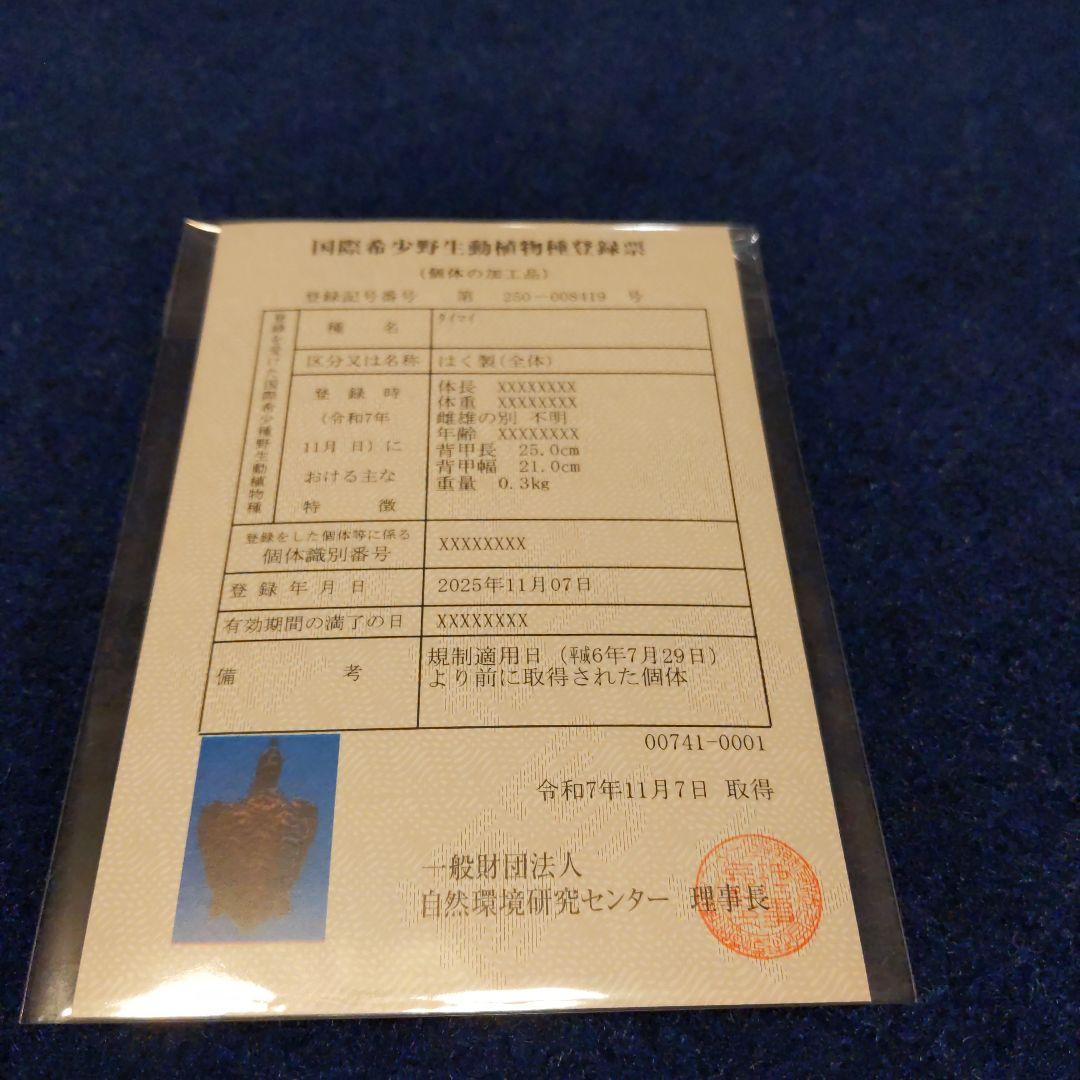 国際希少野生動植物種登録票
(個体の加工品)
登録記号番号 第 250-008419 号
登録を受けた国際希少種野生動植物種
種 名
タイマイ
区分又は名称
はく製(全体)
登 録 時
(令和7年
11月 日)に
おける主な
特 徴
体長 XXXXXXXX
体重 XXXXXXXX
雌雄の別 不明
年齢 XXXXXXXX
背甲長 25.0cm
背甲幅 21.0cm
重量 0.3kg
登録をした個体等に係る
個体識別番号
XXXXXXXX
登 録 年 月 日
2025年11月07日
有効期間の満了の日
XXXXXXXX
備 考
規制適用日(平成6年7月29日)
より前に取得された個体
00741-0001
令和7年11月7日 取得
一般財団法人
自然環境研究センター 理事長